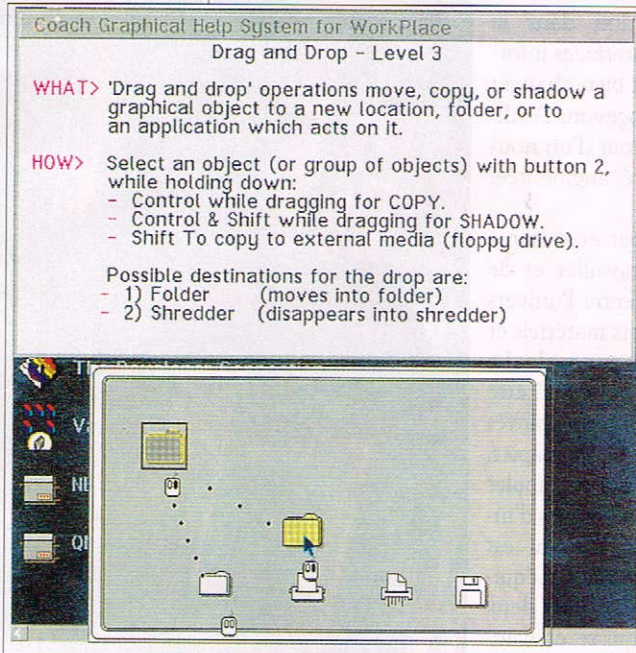 Coach Graphical Help System for WorkPlace
Drag and Drop - Level 3
WHAT> 'Drag and drop' operations move, copy, or shadow a
graphical object to a new location, folder, or to
an application which acts on it.
HOW> Select an object (or group of objects) with button 2,
while holding down:
- Control while dragging for COPY.
- Control & Shift while dragging for SHADOW.
- Shift To copy to external media (floppy drive).
Possible destinations for the drop are:
- 1) Folder (moves into folder)
- 2) Shredder (disappears into shredder)